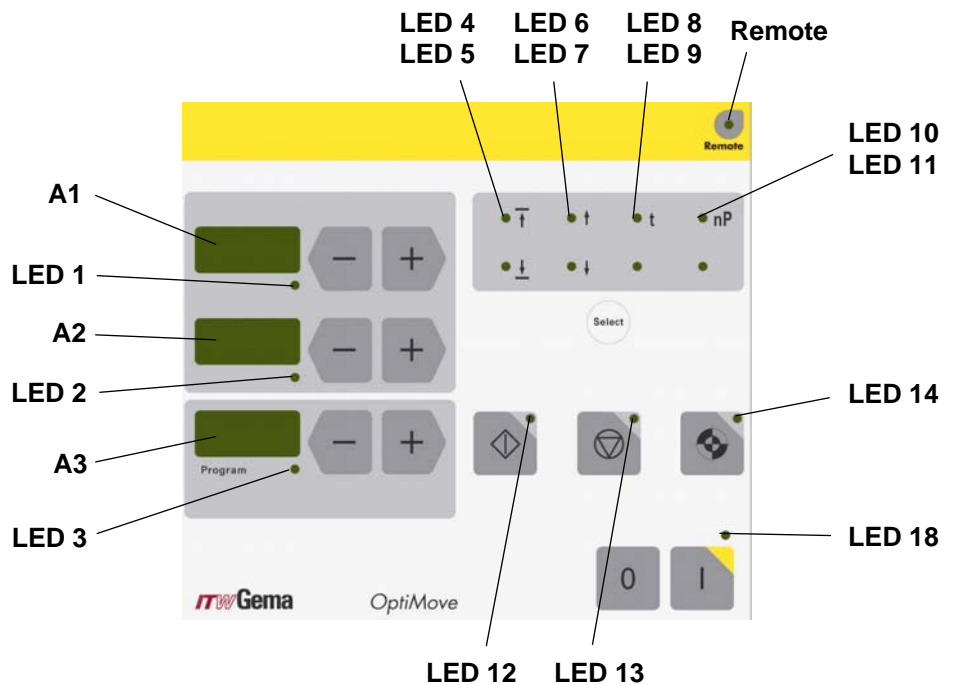 LED 4 LED 6 LED 8 Remote
LED 5 LED 7 LED 9
Remote
LED 10
LED 11
A1
t
nP
LED 1
A2
Select
LED 2
LED 14
A3
Program
LED 3
LED 18
0 I
ITWGema OptiMove
LED 12 LED 13